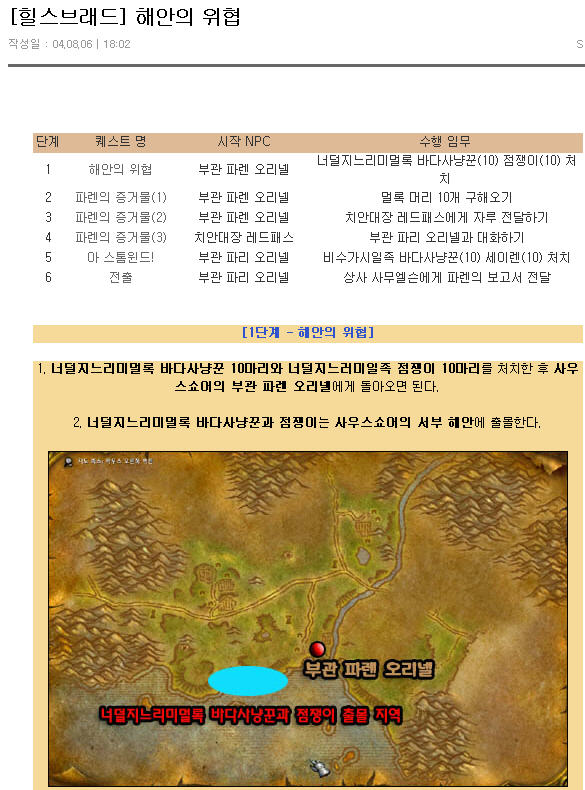 [힐스브래드] 해안의 위협
작성일 : 04.08.06 | 18:02
S
단계 퀘스트 명 시작 NPC 수행 임무
1 해안의 위협 부관 파렌 오리넬 너덜지느러미멀록 바다사냥꾼(10) 점쟁이(10) 처
치
2 파렌의 증거물(1) 부관 파렌 오리넬 멀록 머리 10개 구해오기
3 파렌의 증거물(2) 부관 파렌 오리넬 치안대장 레드패스에게 자루 전달하기
4 파렌의 증거물(3) 치안대장 레드패스 부관 파리 오리넬과 대화하기
5 아 스톰윈드! 부관 파리 오리넬 비수가시일족 바다사냥꾼(10) 세이렌(10) 처치
6 전출 부관 파리 오리넬 상사 사무엘슨에게 파렌의 보고서 전달
[1단계 - 해안의 위협]
1. 너덜지느리미멀록 바다사냥꾼 10마리와 너덜지느러미일족 점쟁이 10마리를 처치한 후 사우
스쇼어의 부관 파렌 오리넬에게 돌아오면 된다.
2. 너덜지느리미멀록 바다사냥꾼과 점쟁이는 사우스쇼어의 서부 해안에 출몰한다.
부관 파렌 오리넬
너덜지느리미멀록 바다사냥꾼과 점쟁이 출몰 지역